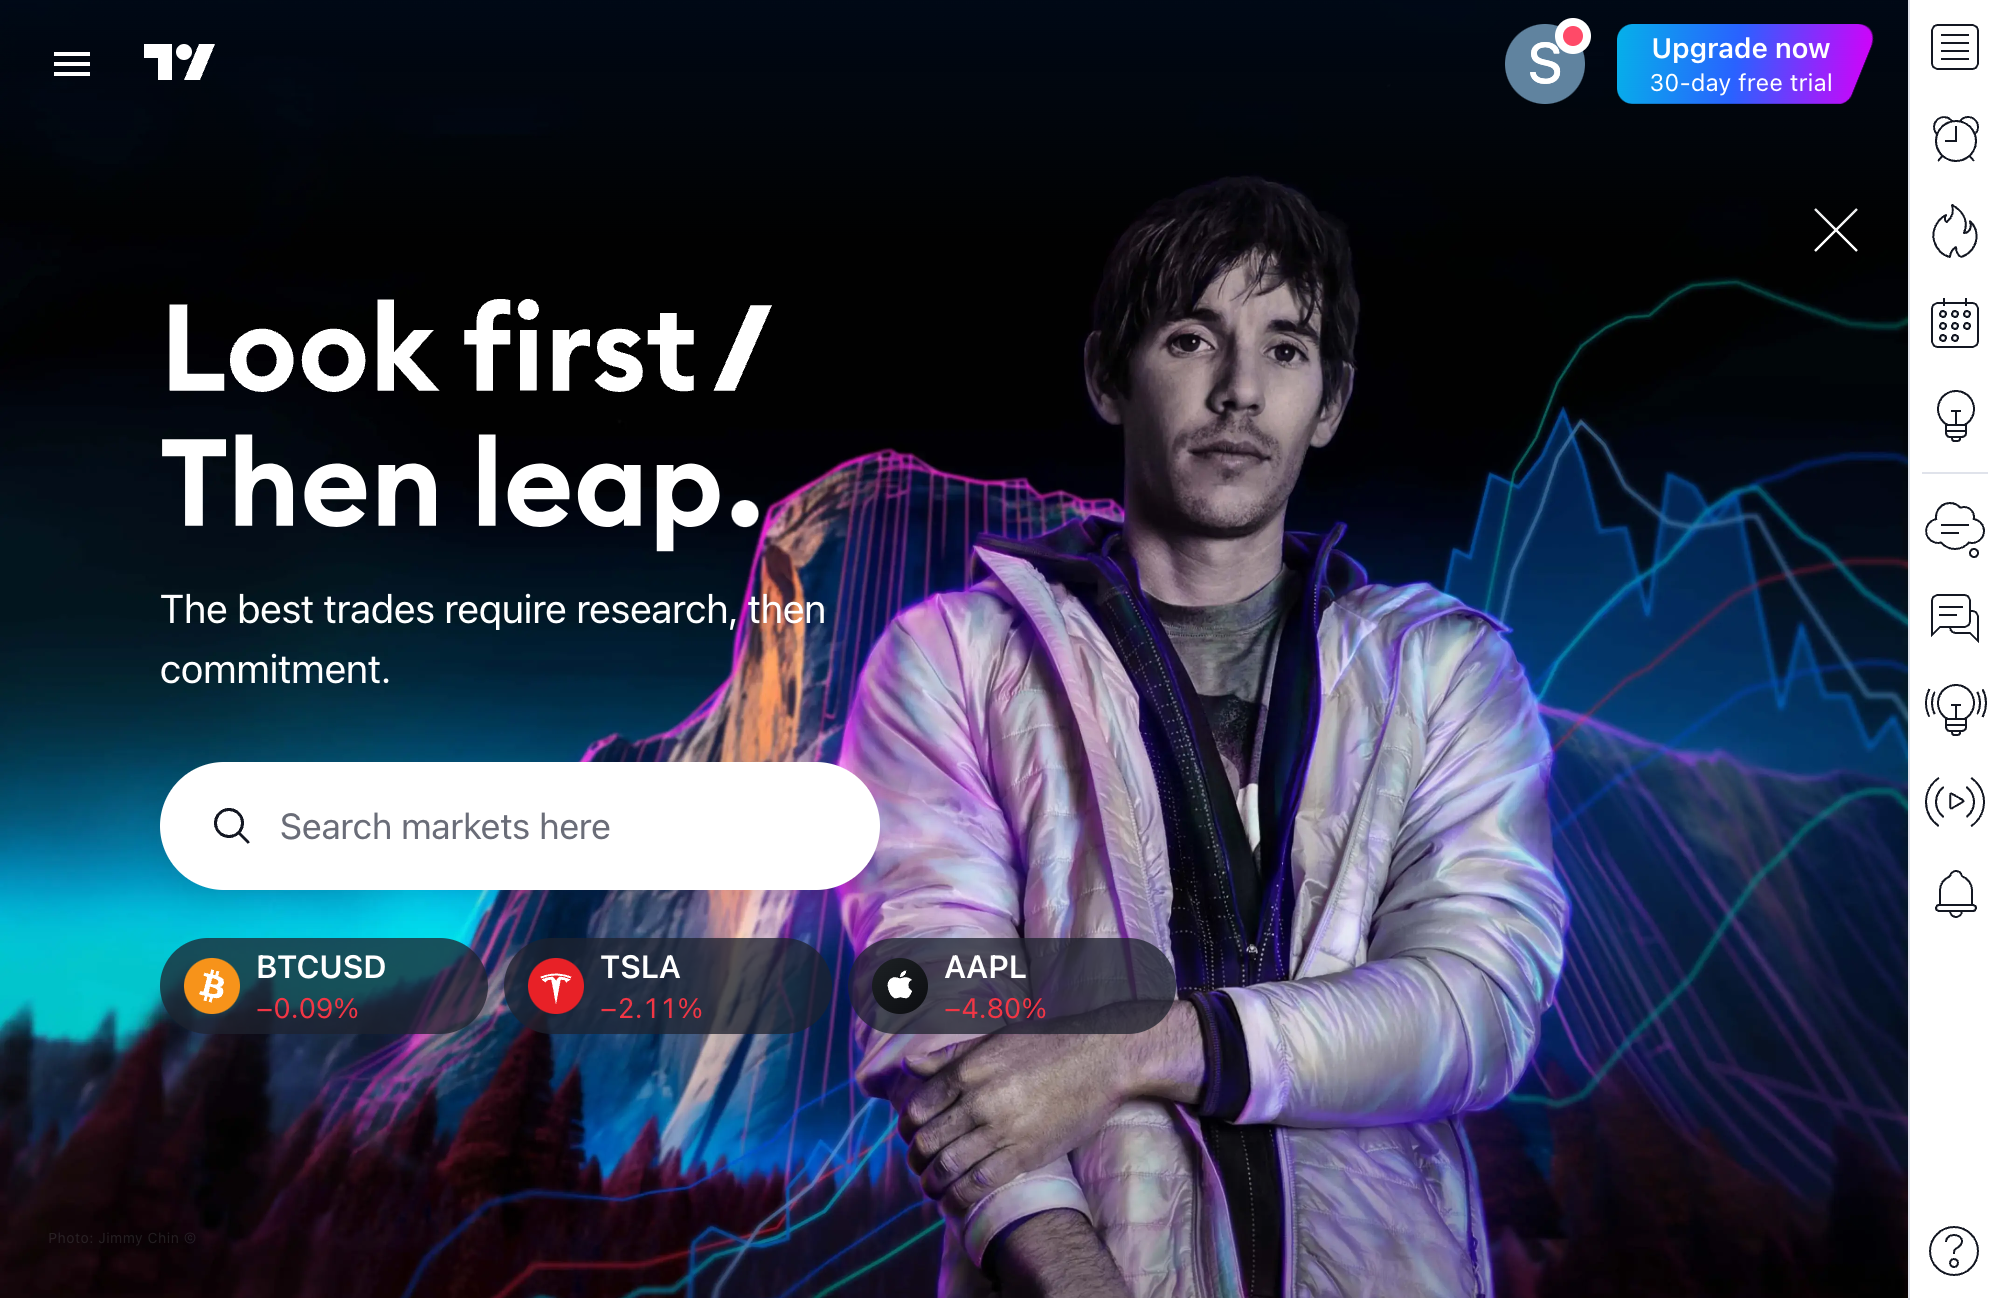 S
Upgrade now
30-day free trial
Look first/
Then leap.
The best trades require research, then
commitment.
Search markets here
BTCUSD
−0.09%
TSLA
−2.11%
AAPL
−4.80%
Photo: Jimmy Chin ©